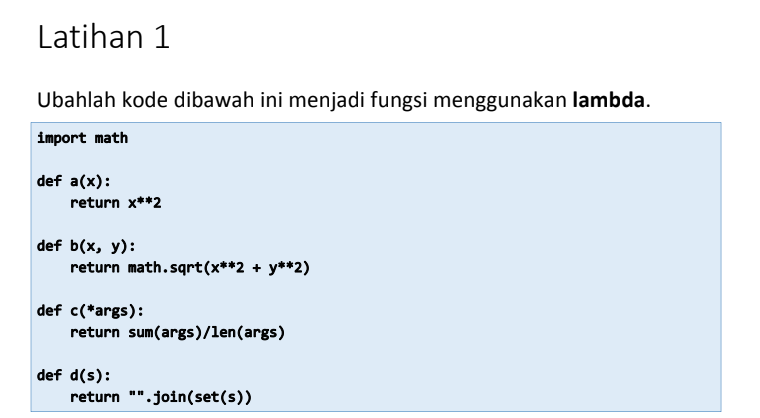 Latihan 1
Ubahlah kode dibawah ini menjadi fungsi menggunakan lambda.
import math
def a(x):
    return x**2
def b(x, y):
    return math.sqrt(x**2 + y**2)
def c(*args):
    return sum(args)/len(args)
def d(s):
    return "".join(set(s))